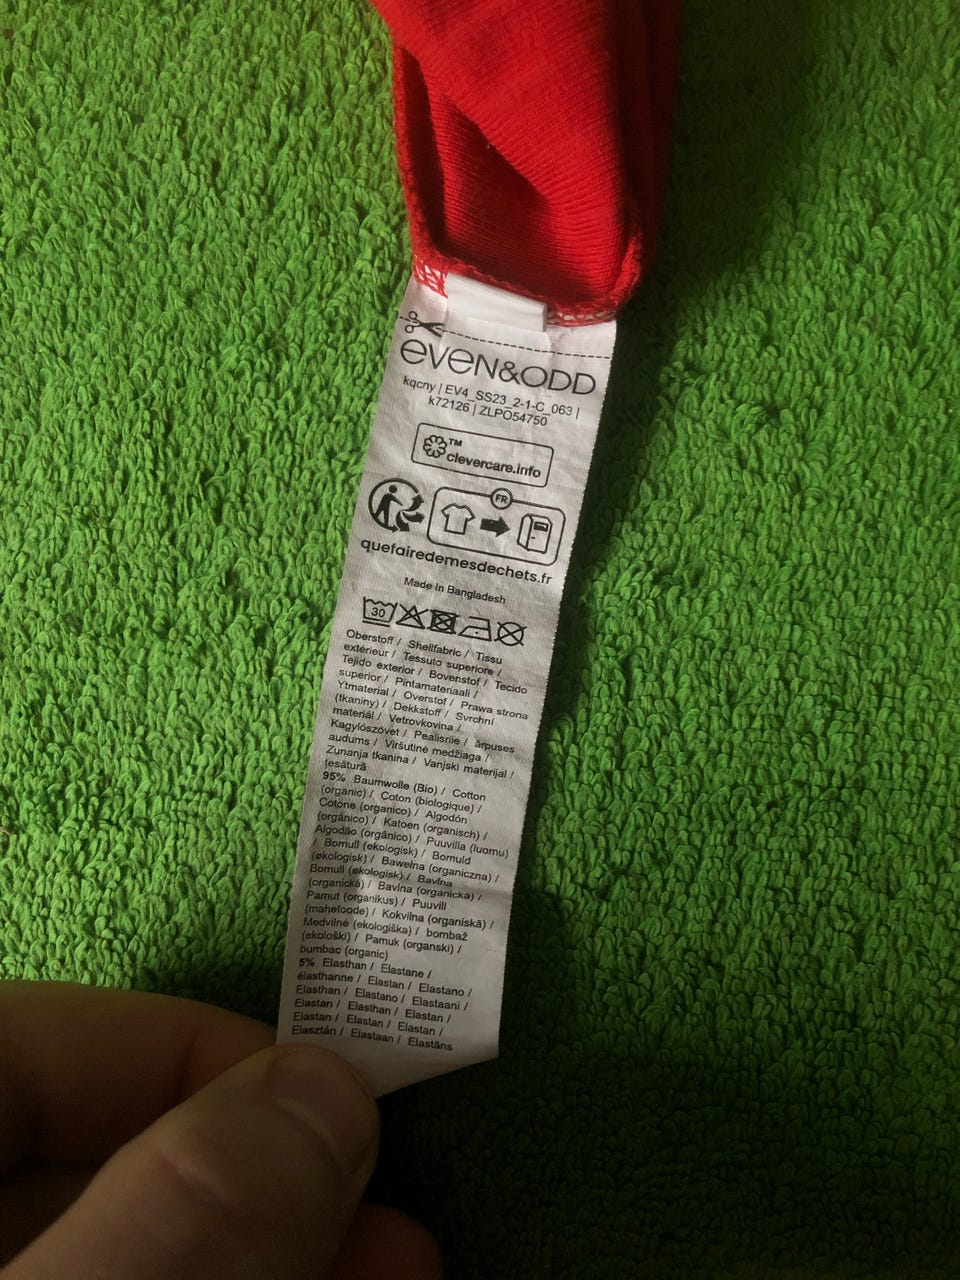 even&odd
kqcny | EV4_SS23_2-1-C_063 |
k72126 | ZLPO54750
TM
clevercare.info
FR
quefairedemesdechets.fr
Made in Bangladesh
30
Oberstoff / Shellfabric / Tissu
extérieur / Tessuto superiore /
Tejido exterior / Bovenstof / Tecido
superior / Pintamateriaali /
Ytmaterial / Overstof / Prawa strona
(tkaniny) / Dekkstoff / Svrchní
materiál / Vetrovkovina /
Kagylószövet / Pealisriie / ārpuses
audums / Viršutinė medžiaga /
Zunanja tkanina / Vanjski materijal /
țesătură
95% Baumwolle (Bio) / Cotton
(organic) / Coton (biologique) /
Cotone (organico) / Algodón
(orgánico) / Katoen (organisch) /
Algodão (orgânico) / Puuvilla (luomu)
/ Bomull (ekologisk) / Bomuld
(økologisk) / Bawełna (organiczna) /
Bomull (økologisk) / Bavlna
(organická) / Bavlna (organická) /
Pamut (organikus) / Puuvill
(mahetoode) / Kokvilna (organiskā) /
Medvilnė (ekologiška) / bombaž
(ekološki) / Pamuk (organski) /
bumbac (organic)
5% Elasthan / Elastane /
élasthanne / Elastan / Elastano /
Elasthan / Elastano / Elastaani /
Elastan / Elasthan / Elastan /
Elastan / Elastan / Elastan /
Elasztán / Elastaan / Elastāns